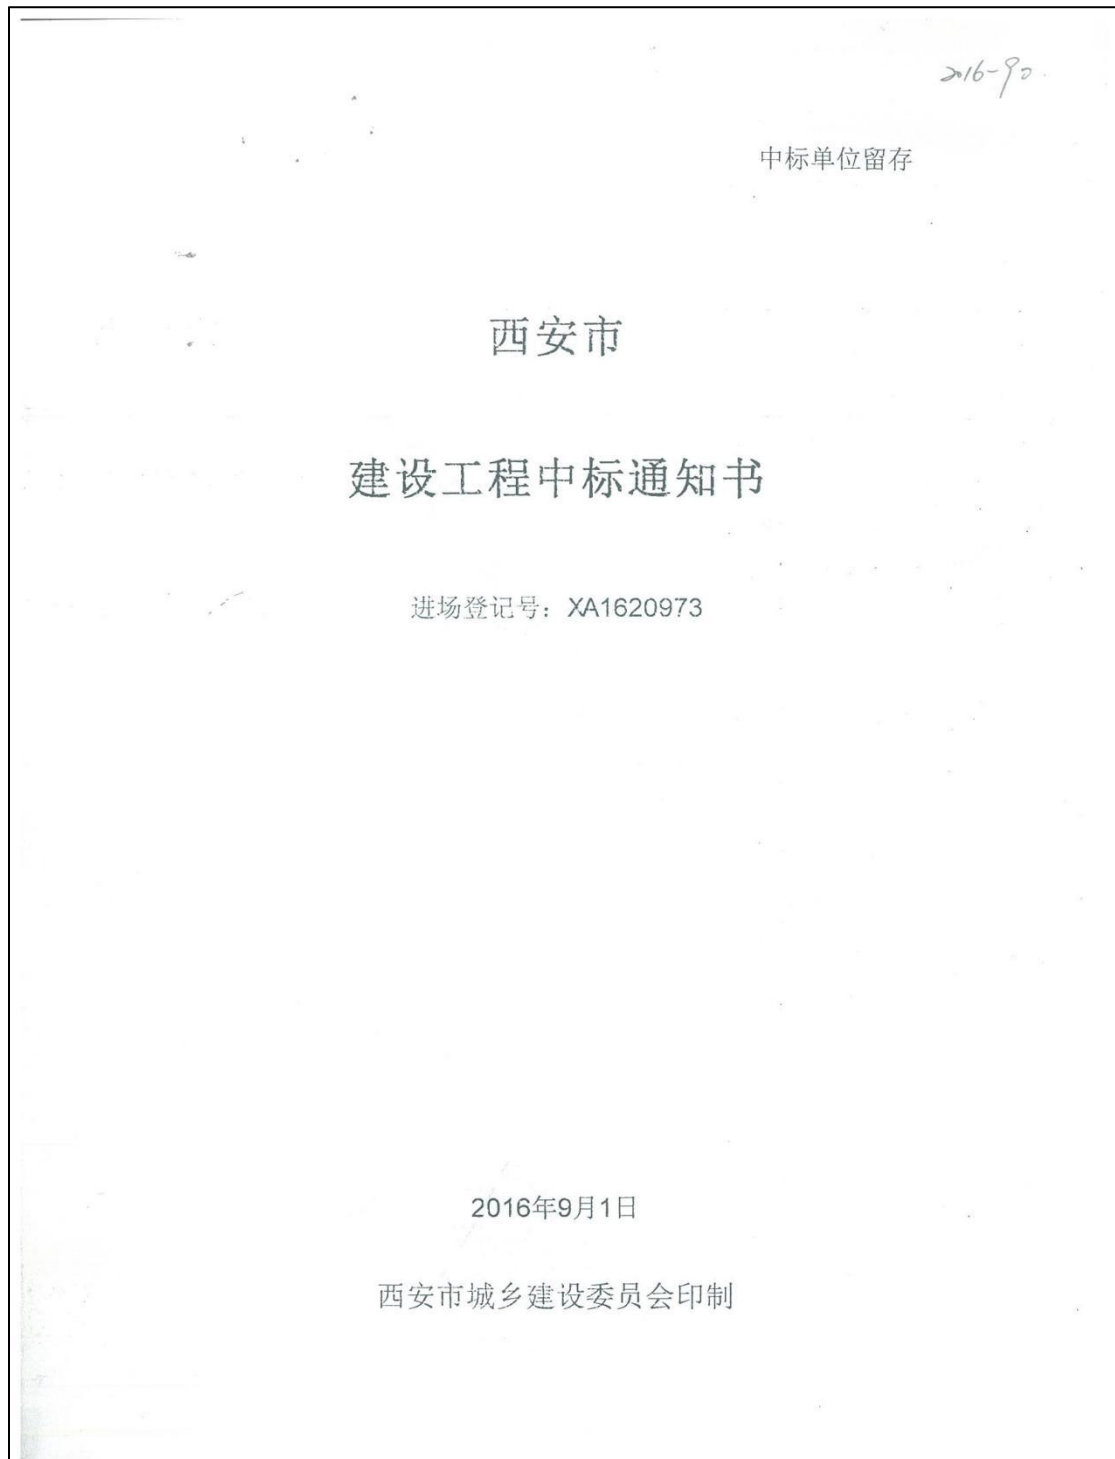 2016-90
中标单位留存
西安市
建设工程中标通知书
进场登记号：XA1620973
2016年9月1日
西安市城乡建设委员会印制